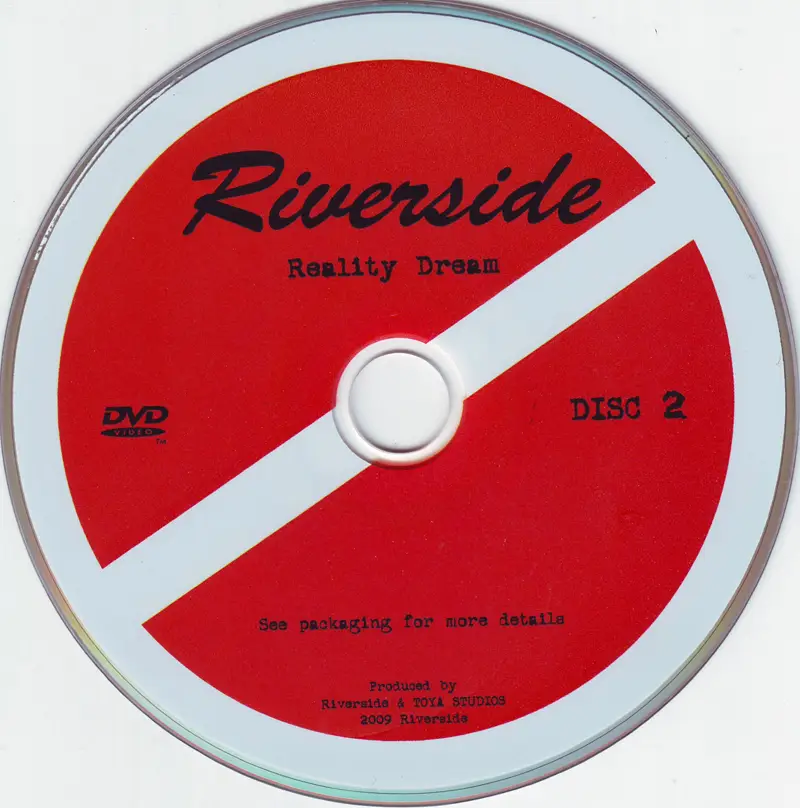 Riverside
Reality Dream
DVD
VIDEO
TM
DISC 2
See packaging for more details
Produced by
Riverside & TOYA STUDIOS
2009 Riverside